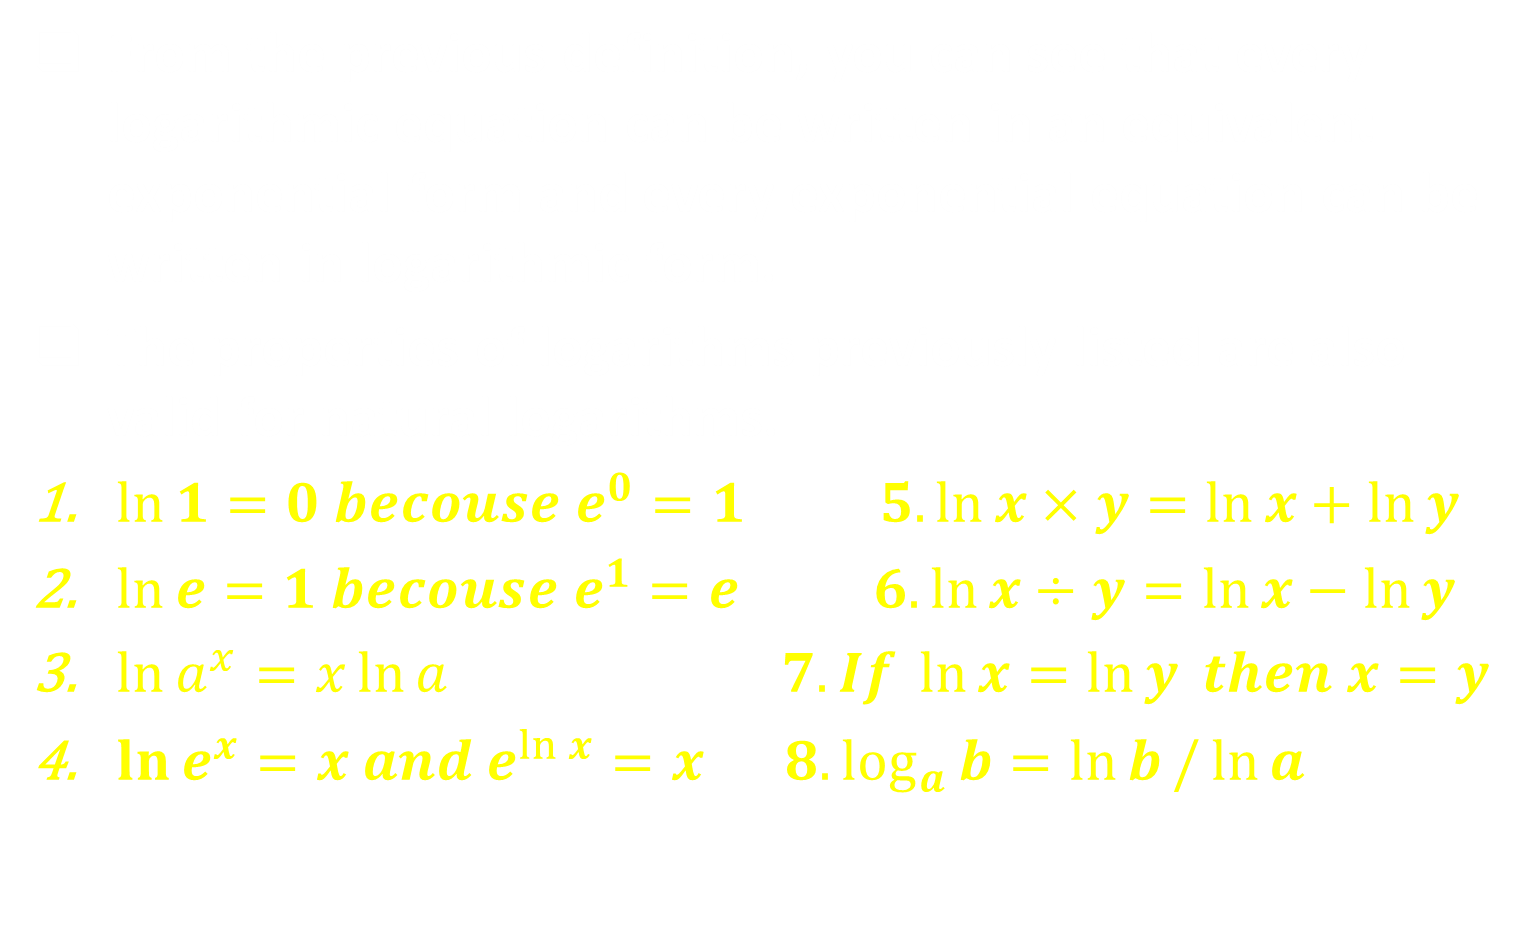 1. ln 1 = 0 becouse e⁰ = 1 5. ln x × y = ln x + ln y
2. ln e = 1 becouse e¹ = e 6. ln x ÷ y = ln x − ln y
3. ln aˣ = x ln a 7. If ln x = ln y then x = y
4. ln eˣ = x and e^(ln x) = x 8. logₐ b = ln b / ln a